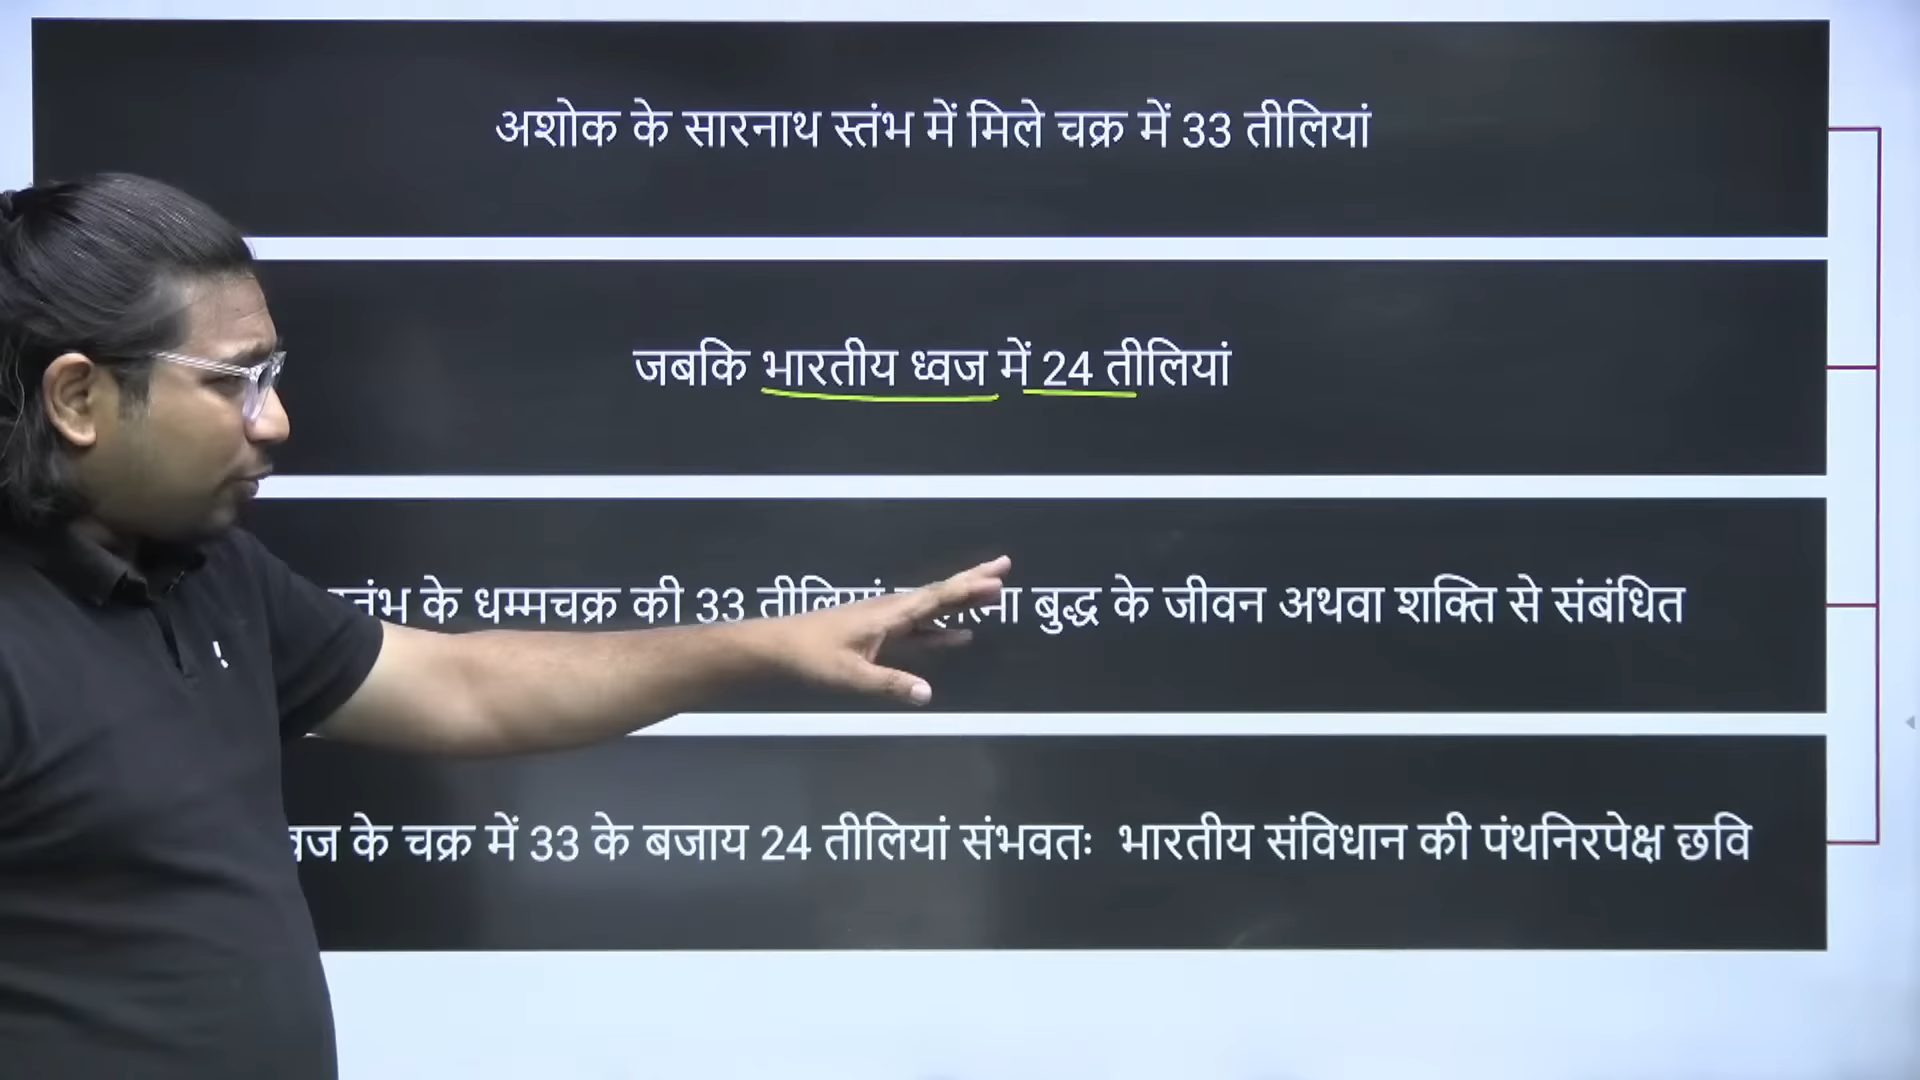 अशोक के सारनाथ स्तंभ में मिले चक्र में 33 तीलियां
जबकि भारतीय ध्वज में 24 तीलियां
के धम्मचक्र की 33 तीलियां बुद्ध के जीवन अथवा शक्ति से संबंधित
के चक्र में 33 के बजाय 24 तीलियां संभवतः भारतीय संविधान की पंथनिरपेक्ष छवि